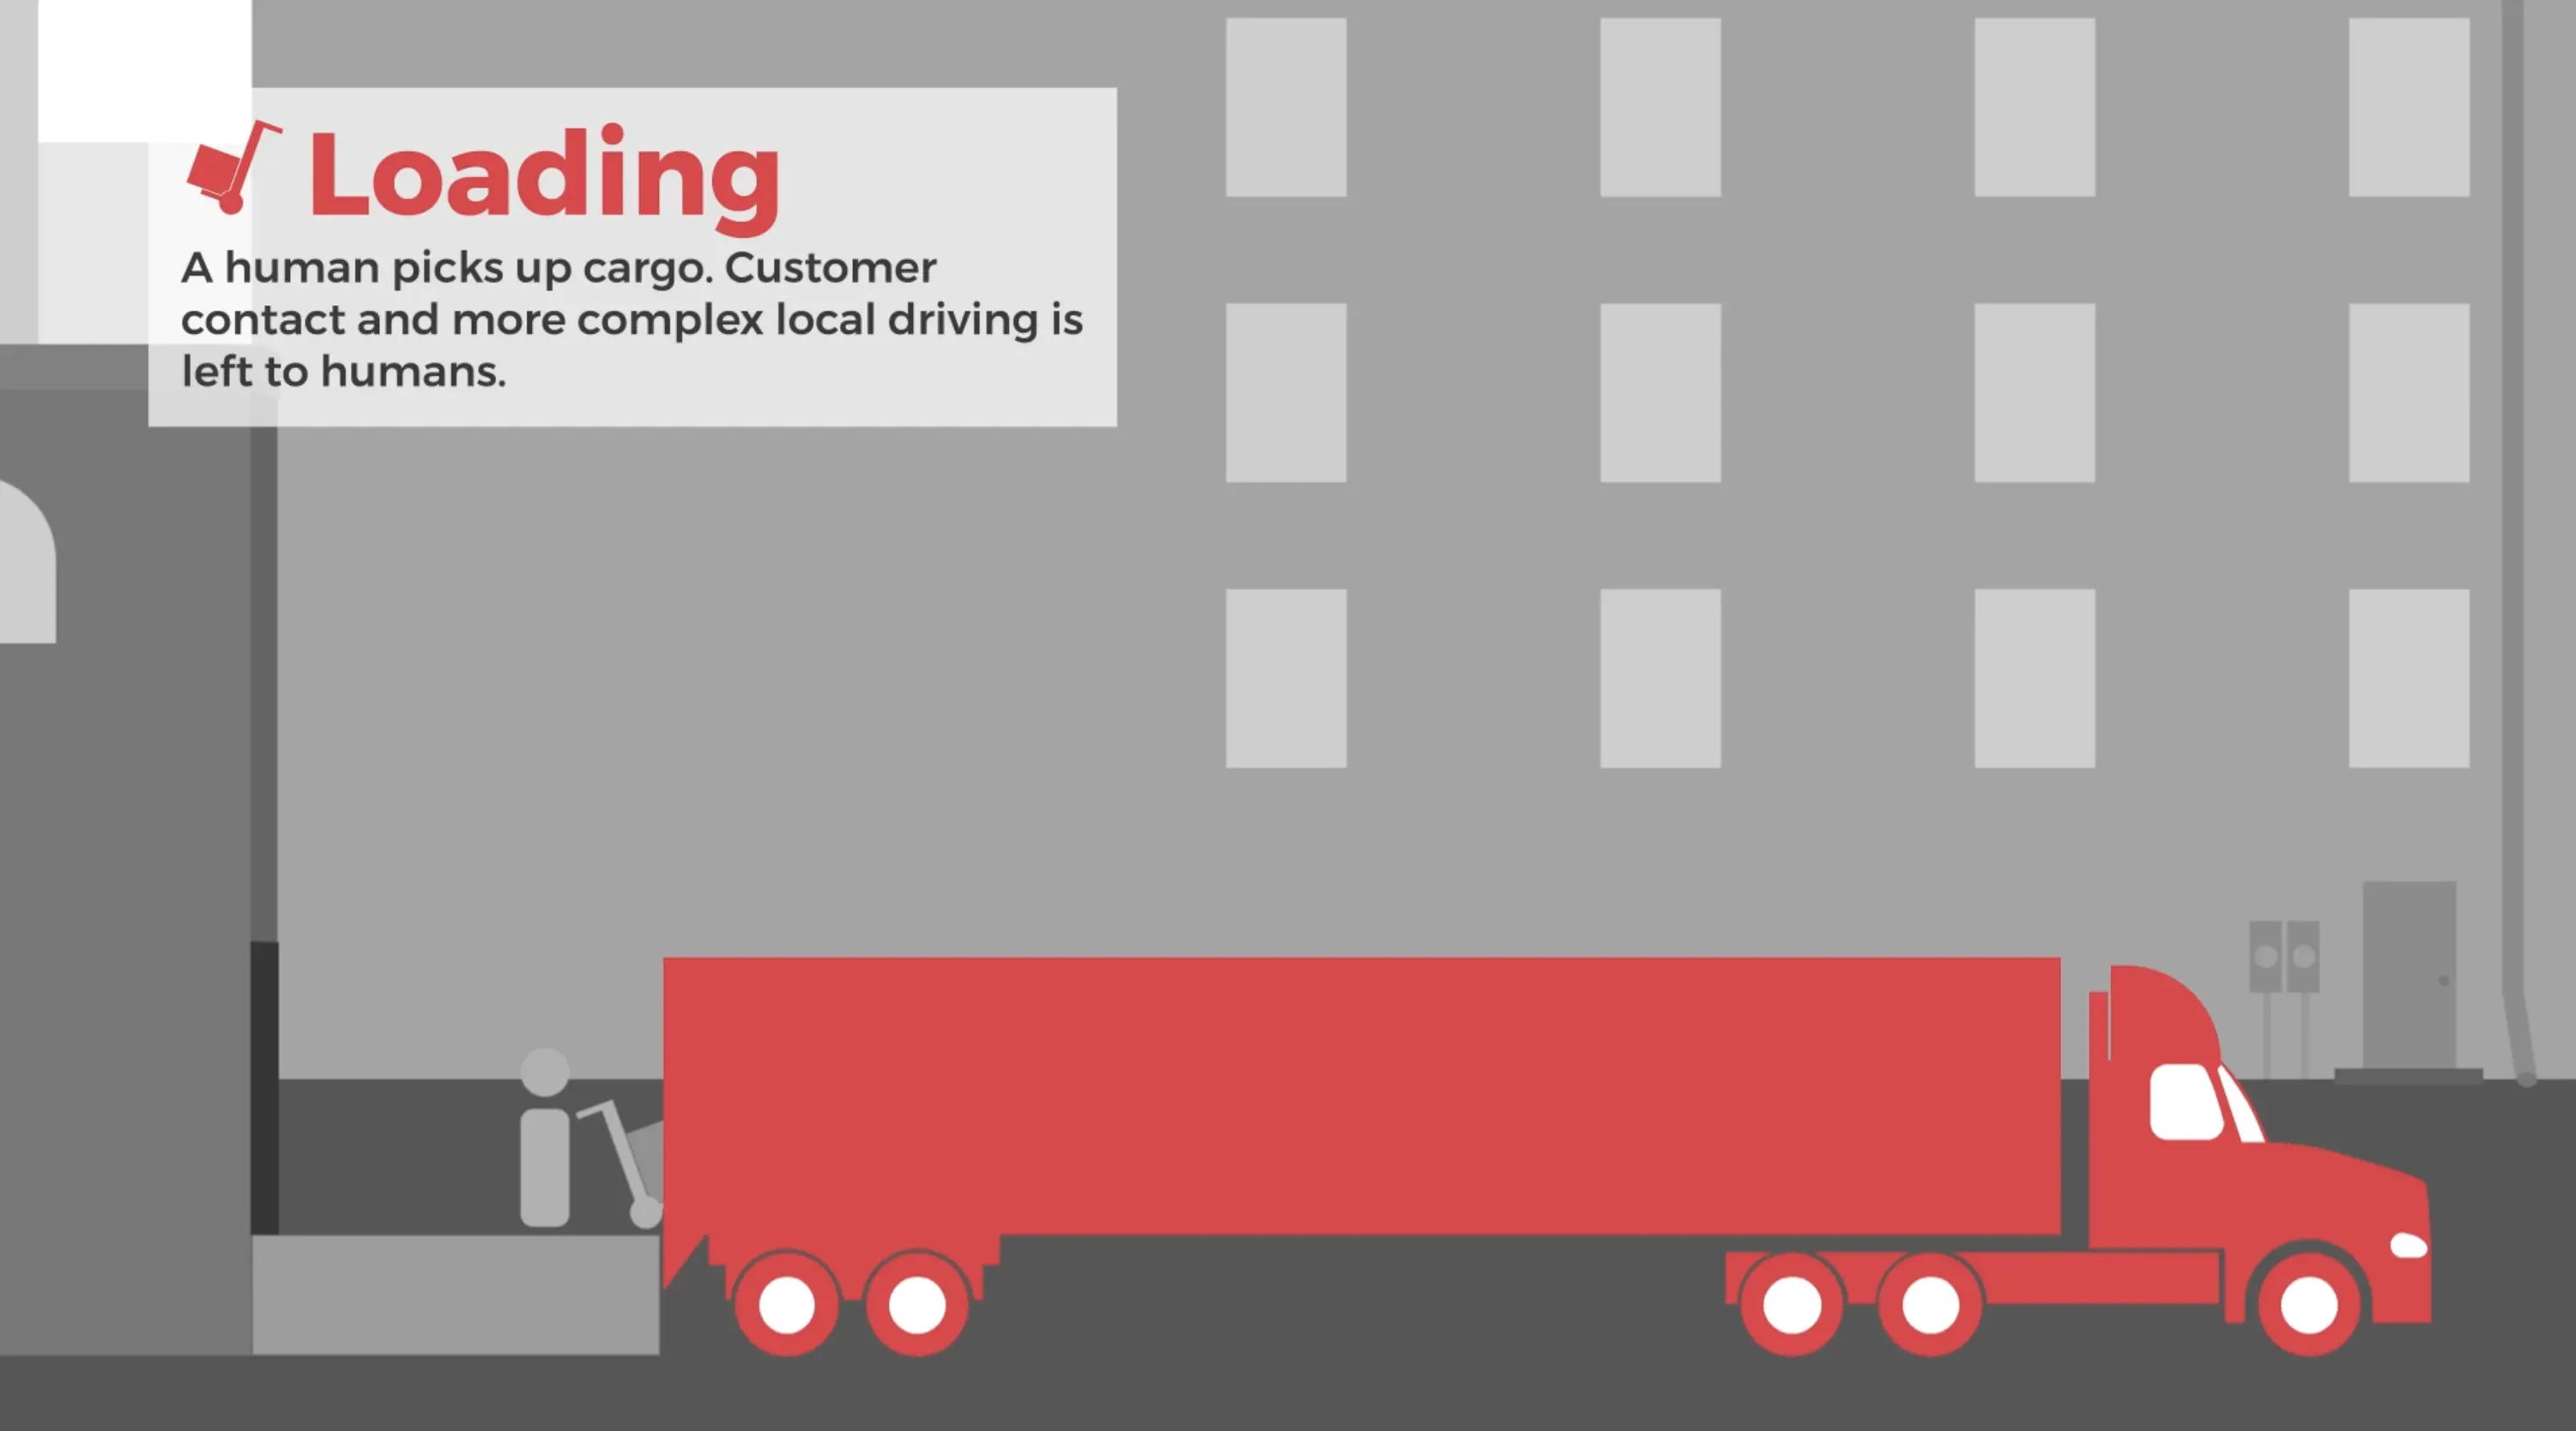 Loading
A human picks up cargo. Customer
contact and more complex local driving is
left to humans.